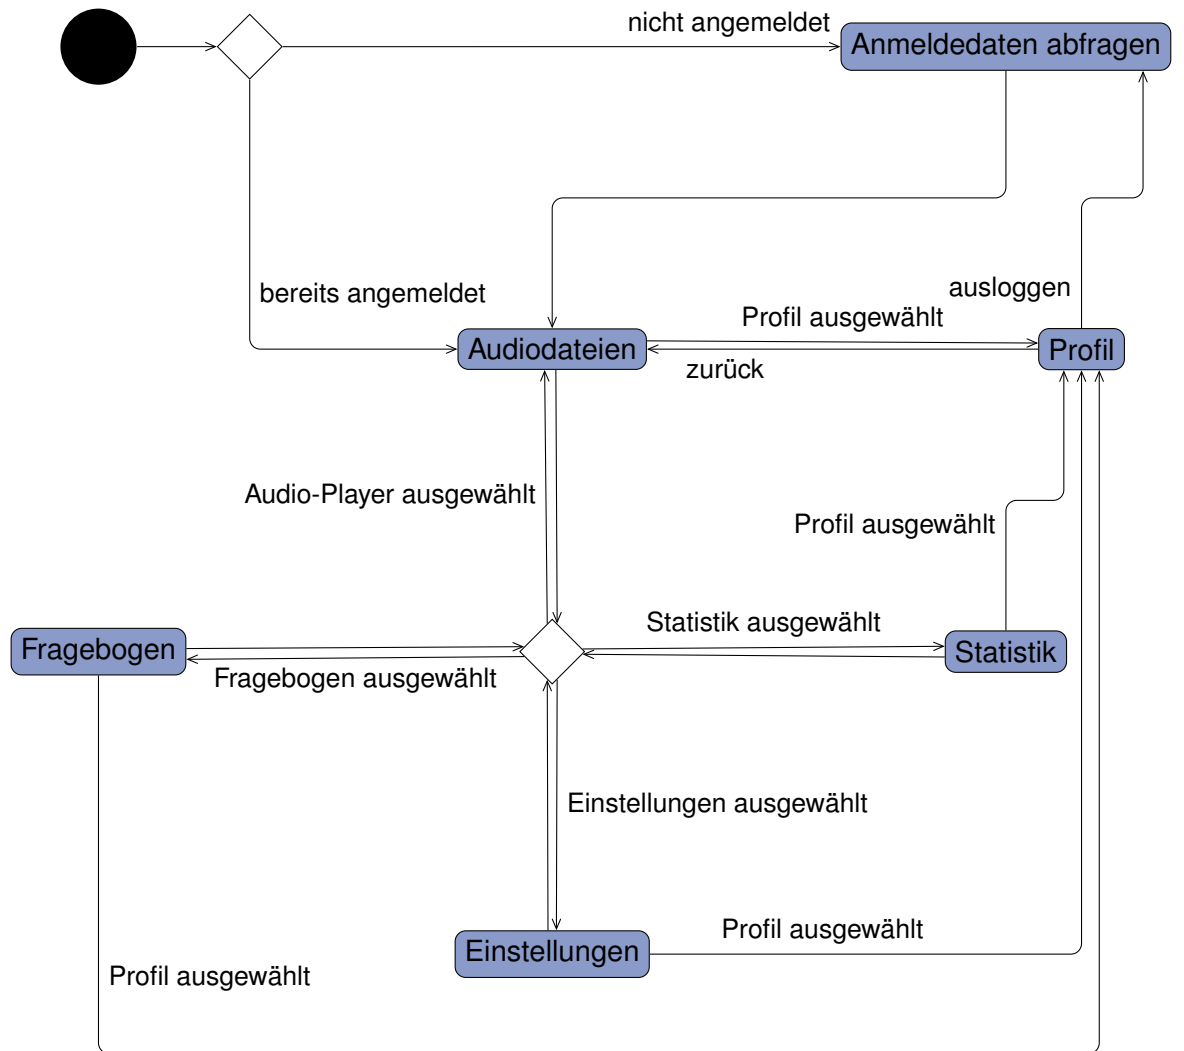 nicht angemeldet
Anmeldedaten abfragen
bereits angemeldet
ausloggen
Profil ausgewählt
Audiodateien
Profil
zurück
Audio-Player ausgewählt
Profil ausgewählt
Statistik ausgewählt
Fragebogen
Statistik
Fragebogen ausgewählt
Einstellungen ausgewählt
Profil ausgewählt
Einstellungen
Profil ausgewählt